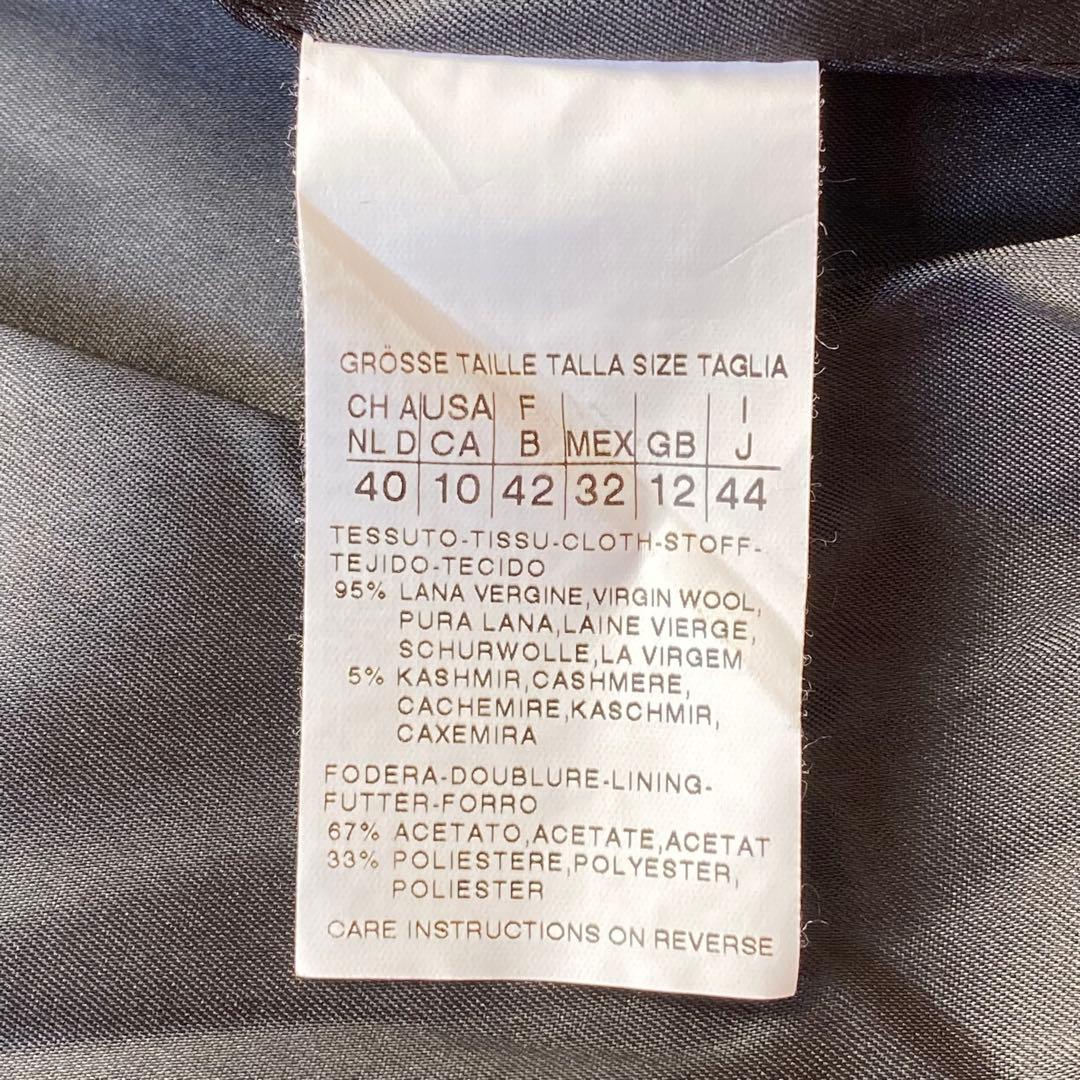 GRÖSSE TAILLE TALLA SIZE TAGLIA
CH A USA F I
NL D CA B MEX GB J
40 10 42 32 12 44
TESSUTO-TISSU-CLOTH-STOFF-
TEJIDO-TECIDO
95% LANA VERGINE,VIRGIN WOOL,
PURA LANA,LAINE VIERGE,
SCHURWOLLE,LA VIRGEM
5% KASHMIR,CASHMERE,
CACHEMIRE,KASCHMIR,
CAXEMIRA
FODERA-DOUBLURE-LINING-
FUTTER-FORRO
67% ACETATO,ACETATE,ACETAT
33% POLIESTERE,POLYESTER,
POLIESTER
CARE INSTRUCTIONS ON REVERSE